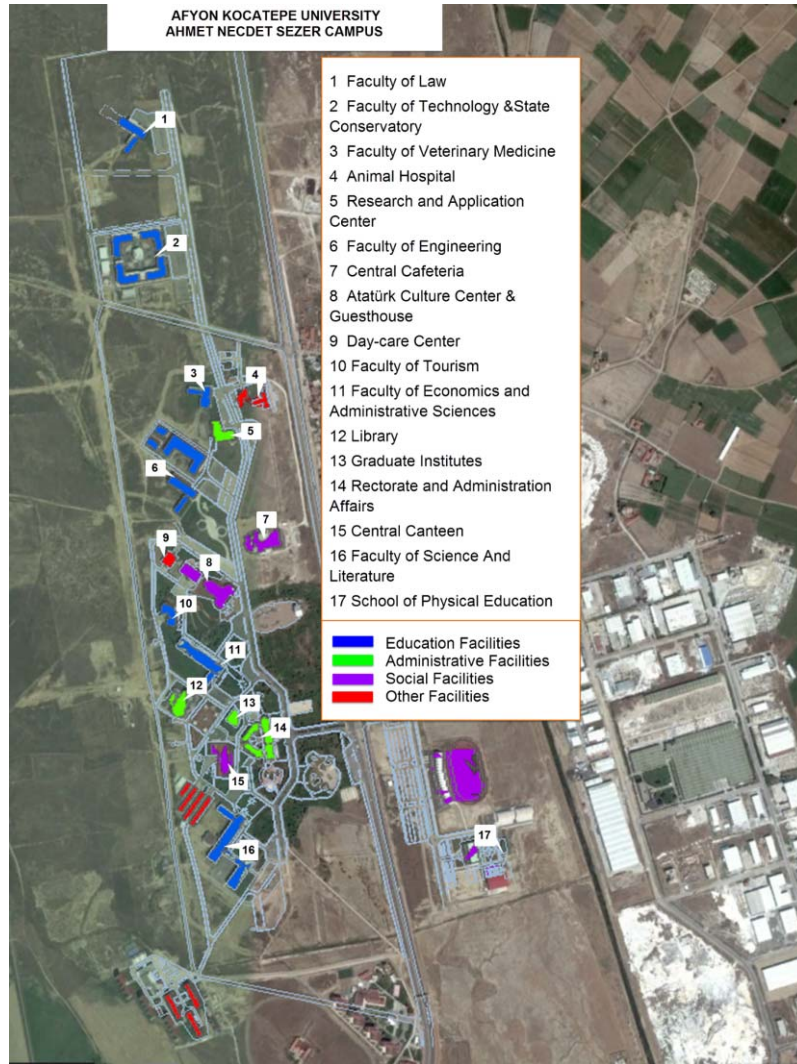 AFYON KOCATEPE UNIVERSITY
AHMET NECDET SEZER CAMPUS
1 Faculty of Law
2 Faculty of Technology &State
Conservatory
3 Faculty of Veterinary Medicine
4 Animal Hospital
5 Research and Application
Center
6 Faculty of Engineering
7 Central Cafeteria
8 Atatürk Culture Center &
Guesthouse
9 Day-care Center
10 Faculty of Tourism
11 Faculty of Economics and
Administrative Sciences
12 Library
13 Graduate Institutes
14 Rectorate and Administration
Affairs
15 Central Canteen
16 Faculty of Science And
Literature
17 School of Physical Education
Education Facilities
Administrative Facilities
Social Facilities
Other Facilities
1
2
3
4
5
6
7
9
8
10
11
12
13
14
15
17
16